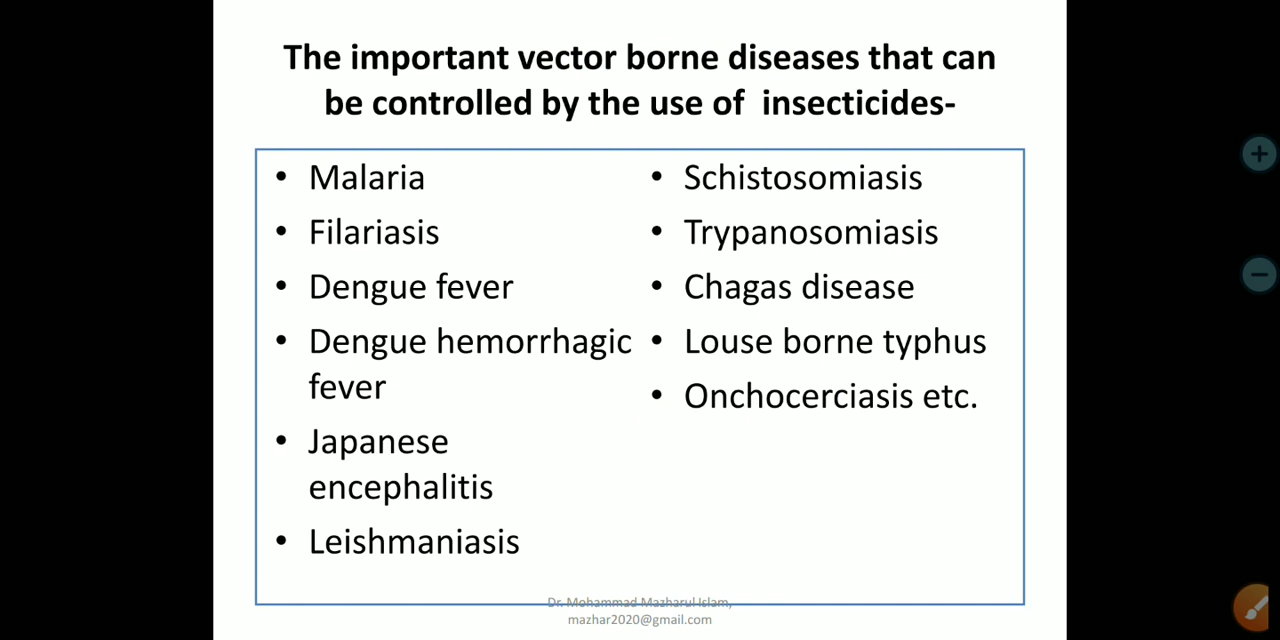 The important vector borne diseases that can
be controlled by the use of  insecticides-
• Malaria
• Filariasis
• Dengue fever
• Dengue hemorrhagic
fever
• Japanese
encephalitis
• Leishmaniasis
• Schistosomiasis
• Trypanosomiasis
• Chagas disease
• Louse borne typhus
• Onchocerciasis etc.
Dr. Mohammad Mazharul Islam,
mazhar2020@gmail.com